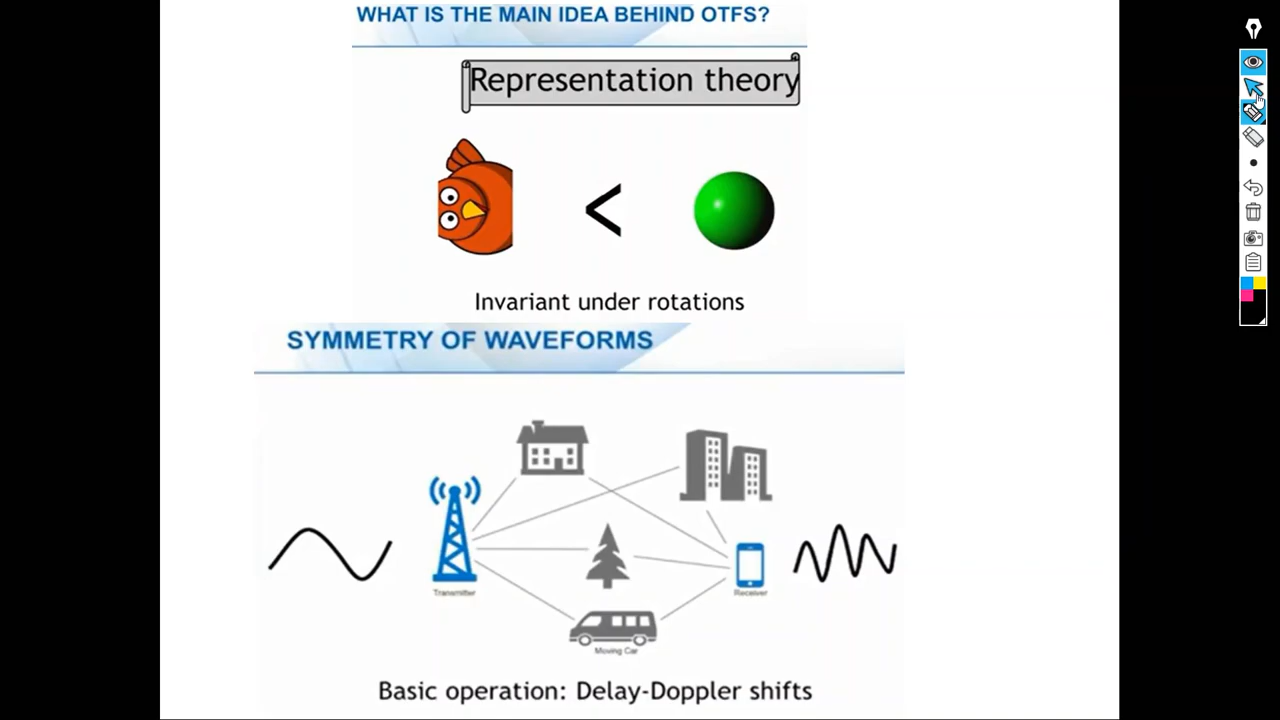 WHAT IS THE MAIN IDEA BEHIND OTFS?
Representation theory
<
Invariant under rotations
SYMMETRY OF WAVEFORMS
Transmitter
Receiver
Moving Car
Basic operation: Delay-Doppler shifts